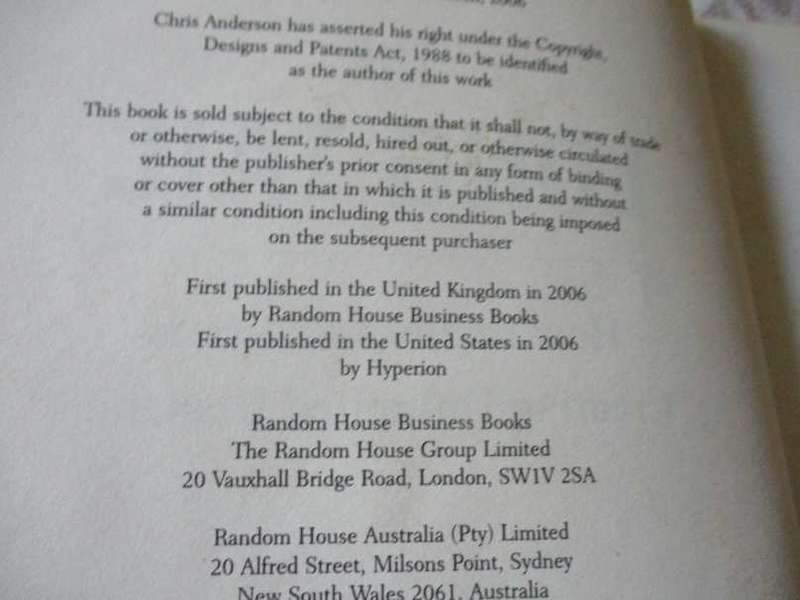 2006
Chris Anderson has asserted his right under the Copyright,
Designs and Patents Act, 1988 to be identified
as the author of this work
This book is sold subject to the condition that it shall not, by way of trade
or otherwise, be lent, resold, hired out, or otherwise circulated
without the publisher's prior consent in any form of binding
or cover other than that in which it is published and without
a similar condition including this condition being imposed
on the subsequent purchaser
First published in the United Kingdom in 2006
by Random House Business Books
First published in the United States in 2006
by Hyperion
Random House Business Books
The Random House Group Limited
20 Vauxhall Bridge Road, London, SW1V 2SA
Random House Australia (Pty) Limited
20 Alfred Street, Milsons Point, Sydney
New South Wales 2061, Australia